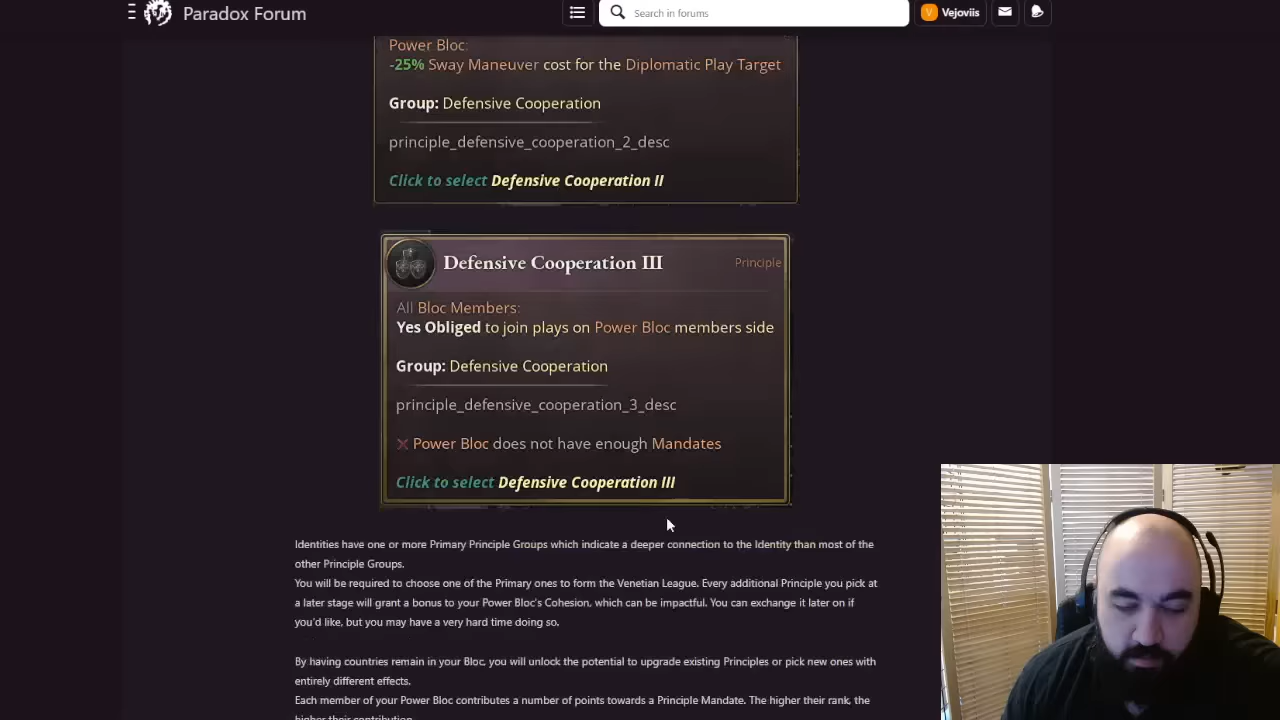 Paradox Forum
Search in forums
V Vejoviis
Power Bloc:
-25% Sway Maneuver cost for the Diplomatic Play Target
Group: Defensive Cooperation
principle_defensive_cooperation_2_desc
Click to select Defensive Cooperation II
Defensive Cooperation III
Principle
All Bloc Members:
Yes Obliged to join plays on Power Bloc members side
Group: Defensive Cooperation
principle_defensive_cooperation_3_desc
Power Bloc does not have enough Mandates
Click to select Defensive Cooperation III
Identities have one or more Primary Principle Groups which indicate a deeper connection to the Identity than most of the
other Principle Groups.
You will be required to choose one of the Primary ones to form the Venetian League. Every additional Principle you pick at
a later stage will grant a bonus to your Power Bloc's Cohesion, which can be impactful. You can exchange it later on if
you'd like, but you may have a very hard time doing so.
By having countries remain in your Bloc, you will unlock the potential to upgrade existing Principles or pick new ones with
entirely different effects.
Each member of your Power Bloc contributes a number of points towards a Principle Mandate. The higher their rank, the
higher their contribution.